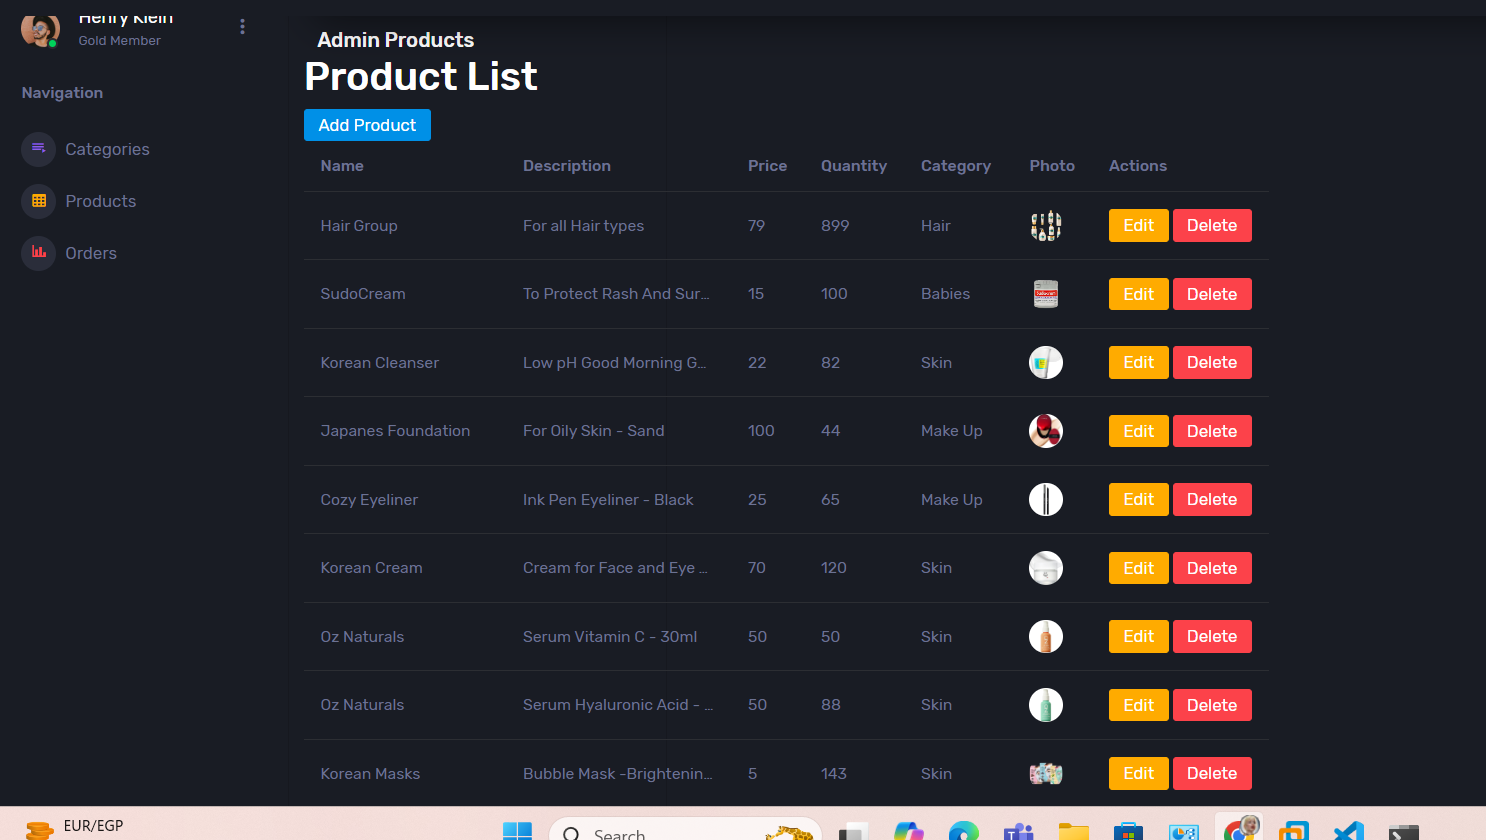 Henry Klein
Gold Member
Navigation
Categories
Products
Orders
Admin Products
Product List
Add Product
Name Description Price Quantity Category Photo Actions
Hair Group For all Hair types 79 899 Hair Edit Delete
SudoCream To Protect Rash And Sur... 15 100 Babies Edit Delete
Korean Cleanser Low pH Good Morning G... 22 82 Skin Edit Delete
Japanes Foundation For Oily Skin - Sand 100 44 Make Up Edit Delete
Cozy Eyeliner Ink Pen Eyeliner - Black 25 65 Make Up Edit Delete
Korean Cream Cream for Face and Eye ... 70 120 Skin Edit Delete
Oz Naturals Serum Vitamin C - 30ml 50 50 Skin Edit Delete
Oz Naturals Serum Hyaluronic Acid - ... 50 88 Skin Edit Delete
Korean Masks Bubble Mask -Brightenin... 5 143 Skin Edit Delete
EUR/EGP
Search